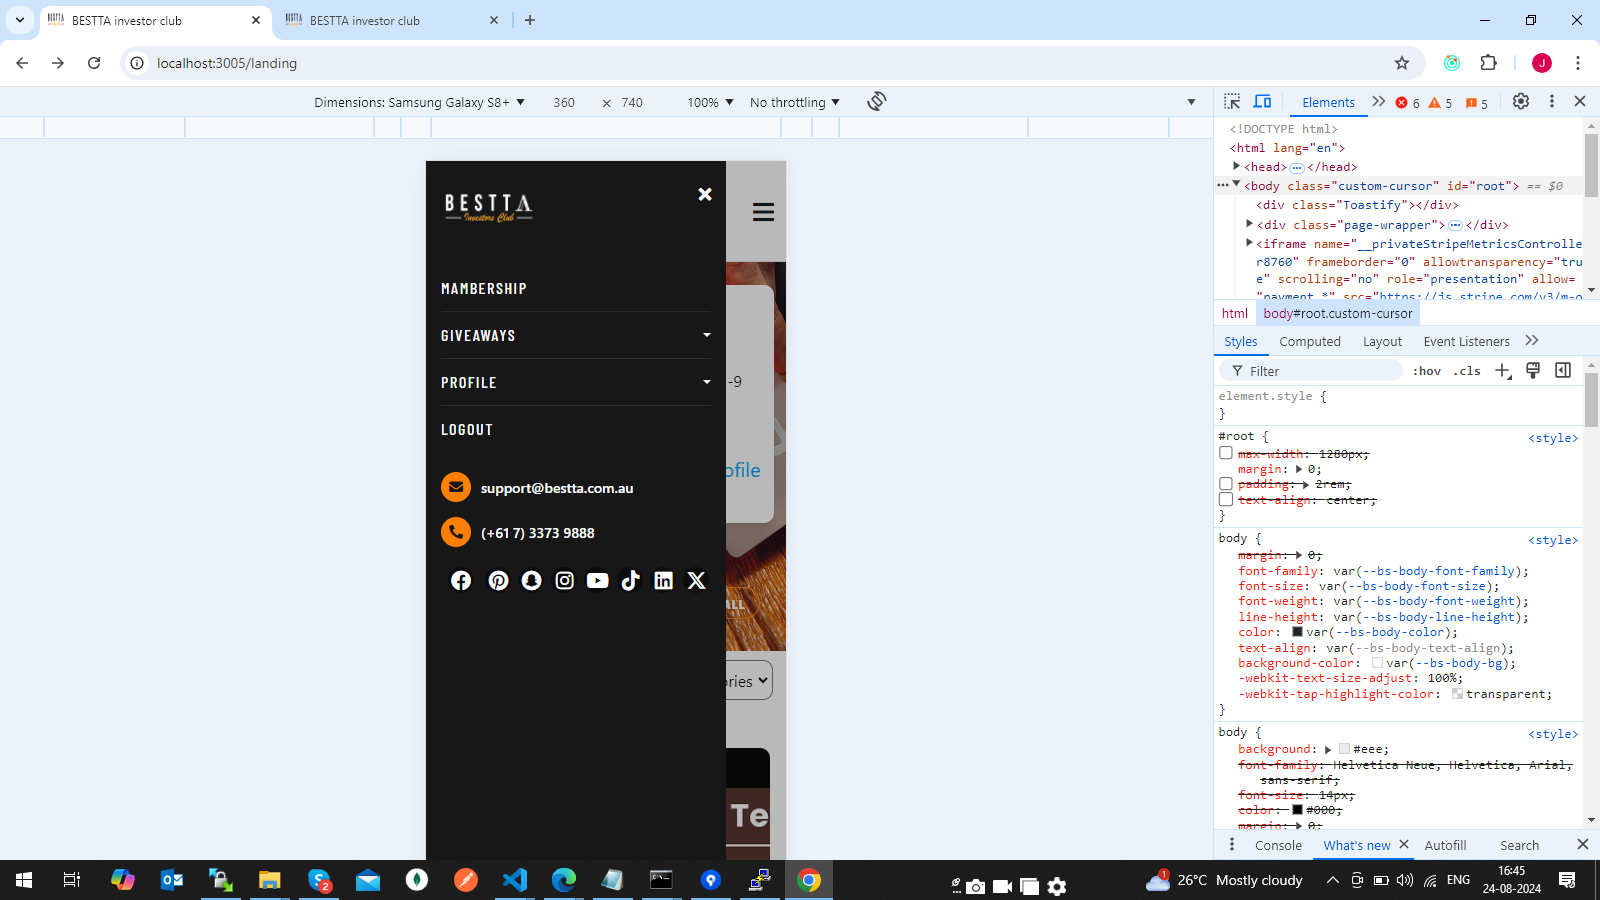 BESTTA investor club
BESTTA investor club
localhost:3005/landing
J
Dimensions: Samsung Galaxy S8+
360
×
740
100%
No throttling
Elements
6
5
5
<!DOCTYPE html>
<html lang="en">
<head> </head>
<body class="custom-cursor" id="root"> == $0
<div class="Toastify"></div>
<div class="page-wrapper"> </div>
<iframe name="__privateStripeMetricsControlle
r8760" frameborder="0" allowtransparency="tru
e" scrolling="no" role="presentation" allow=
"payment *" src="https://js.stripe.com/v3/m-o
html
body#root.custom-cursor
Styles
Computed
Layout
Event Listeners
Filter
:hov
.cls
element.style {
}
#root {
<style>
max-width: 1280px;
margin: 0;
padding: 2rem;
text-align: center;
}
body {
<style>
margin: 0;
font-family: var(--bs-body-font-family);
font-size: var(--bs-body-font-size);
font-weight: var(--bs-body-font-weight);
line-height: var(--bs-body-line-height);
color: var(--bs-body-color);
text-align: var(--bs-body-text-align);
background-color: var(--bs-body-bg);
-webkit-text-size-adjust: 100%;
-webkit-tap-highlight-color: transparent;
}
body {
<style>
background: #eee;
font-family: Helvetica Neue, Helvetica, Arial,
sans-serif;
font-size: 14px;
color: #000;
margin: 0;
Console
What's new
Autofill
Search
BESTTA
Investors Club
MAMBERSHIP
GIVEAWAYS
PROFILE
LOGOUT
support@bestta.com.au
(+61 7) 3373 9888
-9
ofile
ALL
ories
Te
2
1
26°C Mostly cloudy
ENG
16:45
24-08-2024